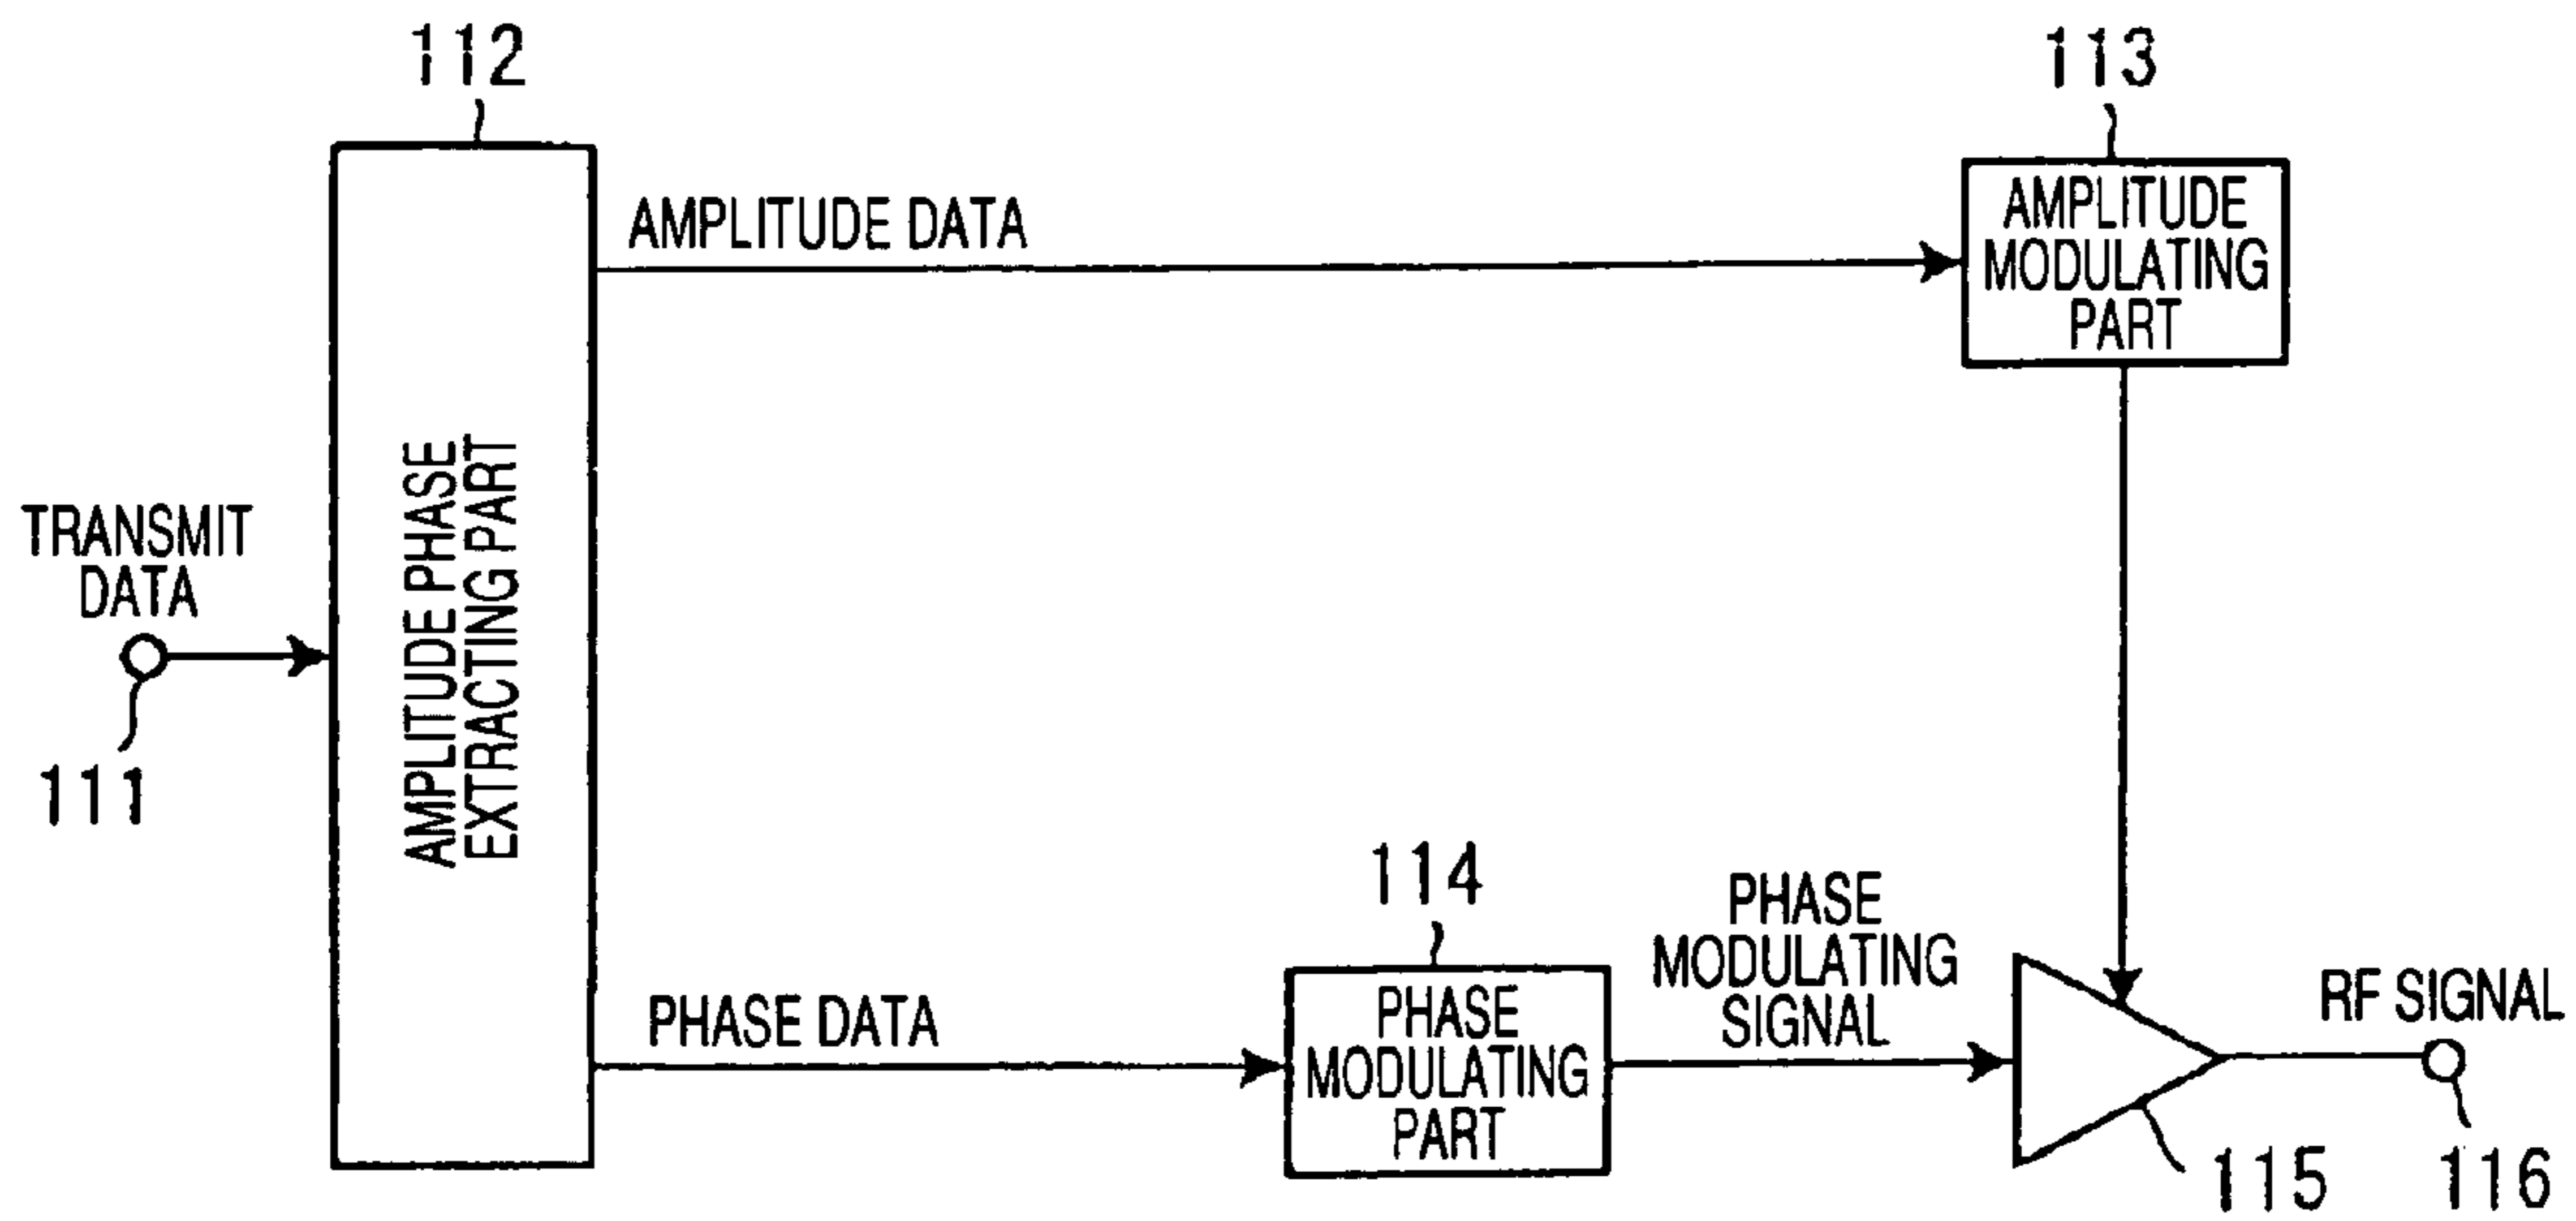 112
113
AMPLITUDE DATA
AMPLITUDE
MODULATING
PART
TRANSMIT
DATA
111
AMPLITUDE PHASE
EXTRACTING PART
PHASE DATA
114
PHASE
MODULATING
PART
PHASE
MODULATING
SIGNAL
RF SIGNAL
115
116